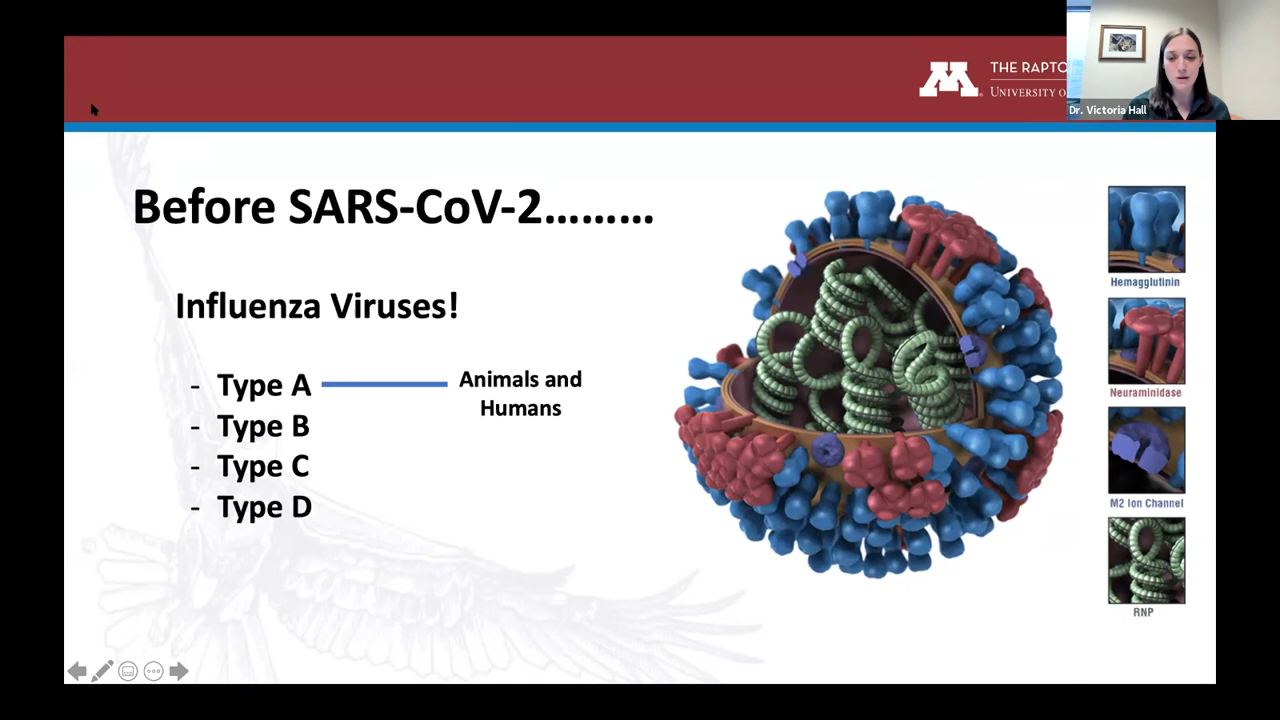 THE RAPTO
UNIVERSITY O
Dr. Victoria Hall
Before SARS-CoV-2………
Influenza Viruses!
- Type A
Animals and
Humans
- Type B
- Type C
- Type D
Hemagglutinin
Neuraminidase
M2 Ion Channel
RNP